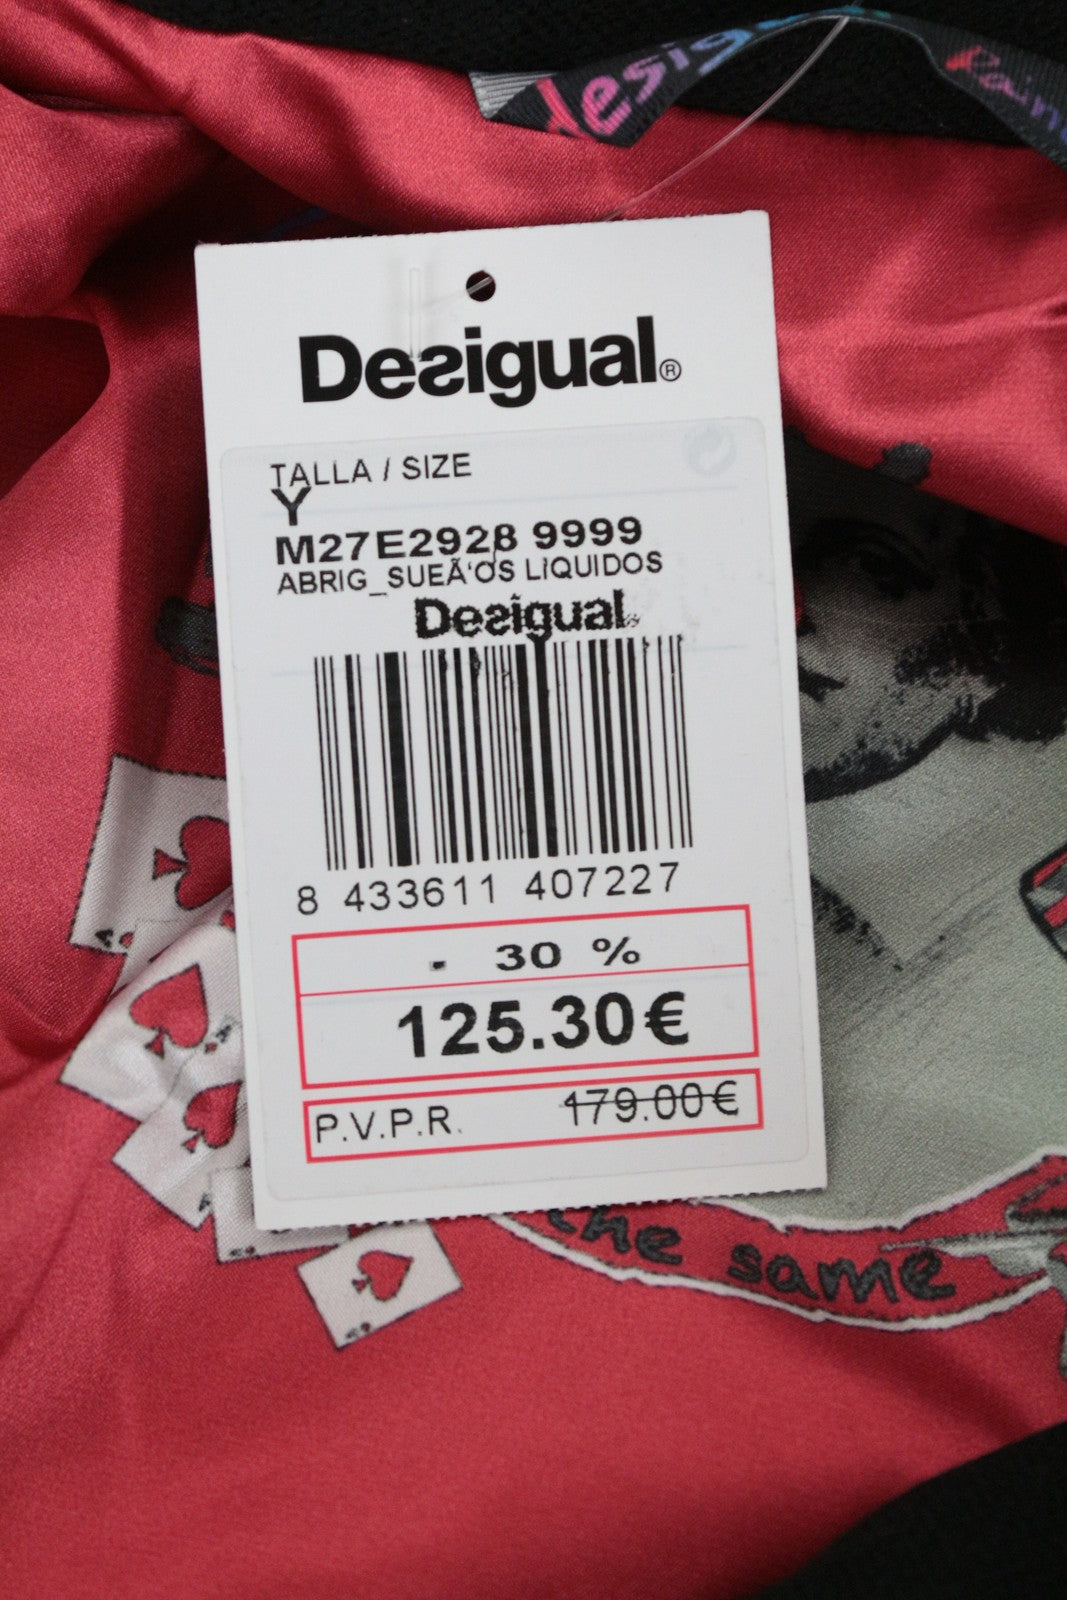 desigual
Desigual®
TALLA / SIZE
Y
M27E2928 9999
ABRIG_SUEÃ'OS LIQUIDOS
Desigual.
8 433611 407227
- 30 %
125.30€
P.V.P.R. 179.00€
the same